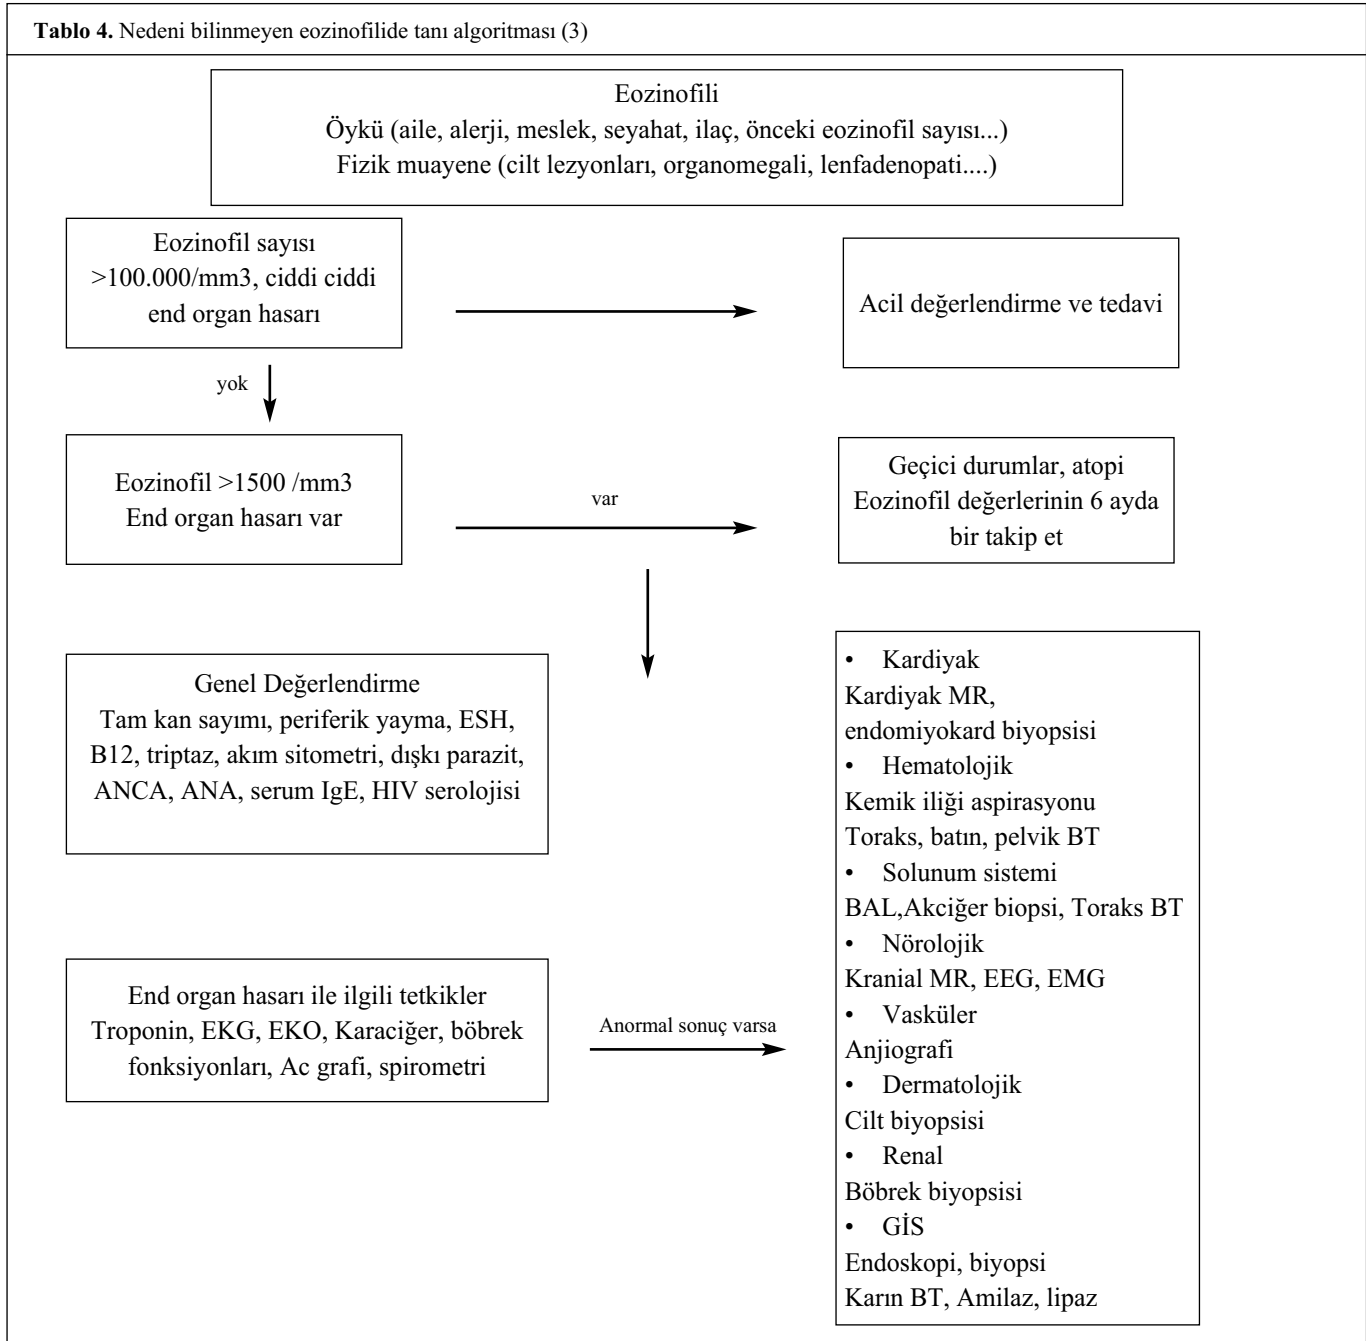 Tablo 4. Nedeni bilinmeyen eozinofilide tanı algoritması (3)
Eozinofili
Öykü (aile, alerji, meslek, seyahat, ilaç, önceki eozinofil sayısı...)
Fizik muayene (cilt lezyonları, organomegali, lenfadenopati....)
Eozinofil sayısı
>100.000/mm3, ciddi ciddi
end organ hasarı
Acil değerlendirme ve tedavi
yok
Eozinofil >1500 /mm3
End organ hasarı var
var
Geçici durumlar, atopi
Eozinofil değerlerinin 6 ayda
bir takip et
Genel Değerlendirme
Tam kan sayımı, periferik yayma, ESH,
B12, triptaz, akım sitometri, dışkı parazit,
ANCA, ANA, serum IgE, HIV serolojisi
End organ hasarı ile ilgili tetkikler
Troponin, EKG, EKO, Karaciğer, böbrek
fonksiyonları, Ac grafi, spirometri
Anormal sonuç varsa
• Kardiyak
Kardiyak MR,
endomiyokard biyopsisi
• Hematolojik
Kemik iliği aspirasyonu
Toraks, batın, pelvik BT
• Solunum sistemi
BAL,Akciğer biopsi, Toraks BT
• Nörolojik
Kranial MR, EEG, EMG
• Vasküler
Anjiografi
• Dermatolojik
Cilt biyopsisi
• Renal
Böbrek biyopsisi
• GİS
Endoskopi, biyopsi
Karın BT, Amilaz, lipaz